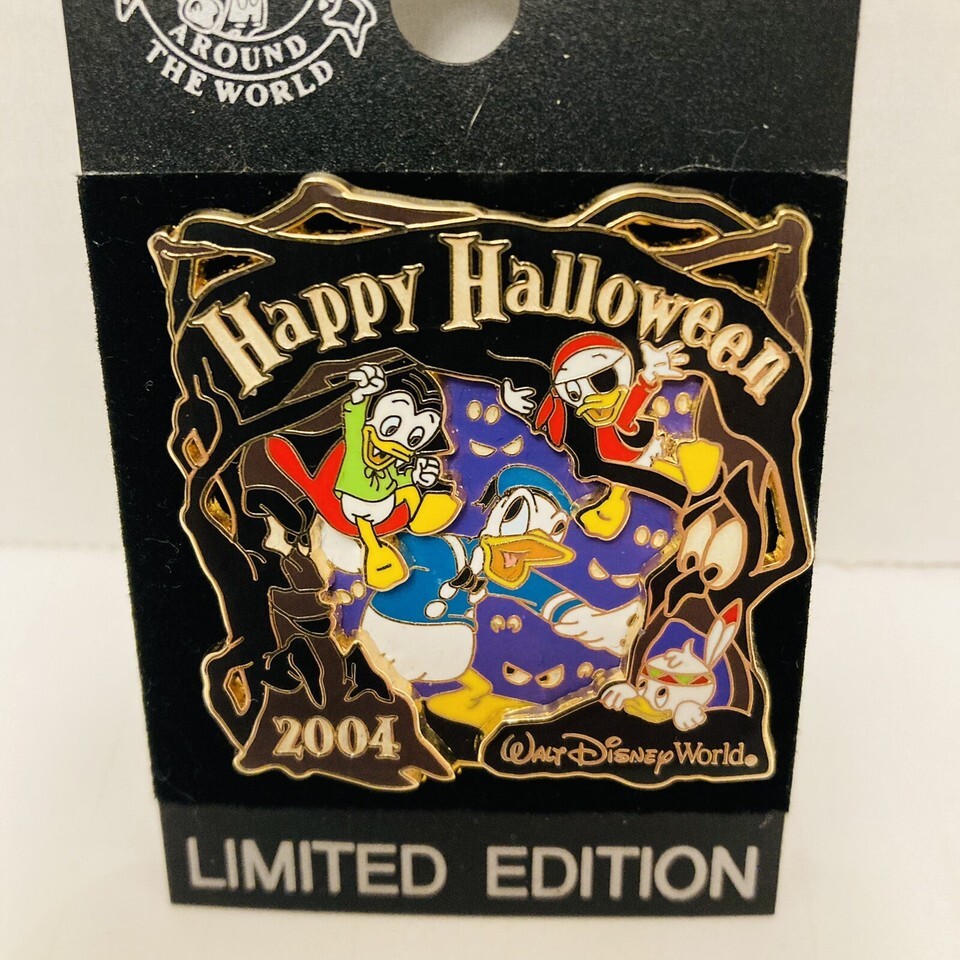 AROUND
THE WORLD
Happy Halloween
2004
WALT DISNEY World®
LIMITED EDITION